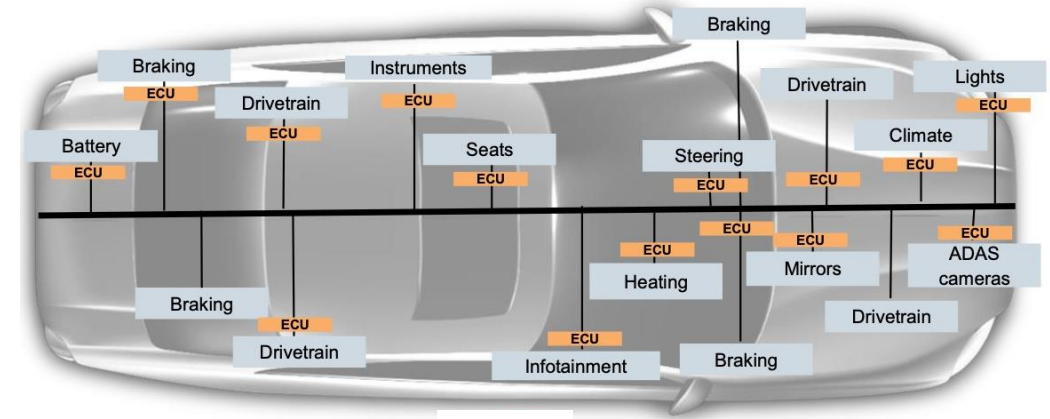 Braking
Braking
ECU
Drivetrain
ECU
Instruments
ECU
Drivetrain
Lights
ECU
Battery
ECU
Seats
ECU
Steering
ECU
ECU
Climate
ECU
ECU
Heating
ECU
Mirrors
ECU
ADAS
cameras
Braking
ECU
Drivetrain
ECU
Infotainment
Braking
Drivetrain